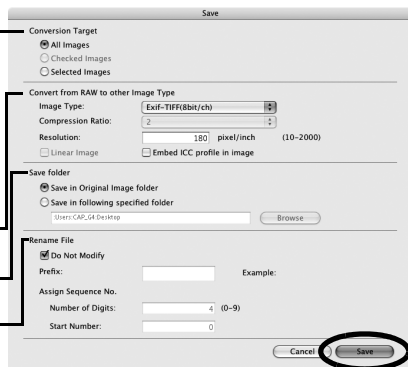 Save
Conversion Target
All Images
Checked Images
Selected Images
Convert from RAW to other Image Type
Image Type: Exif-TIFF(8bit/ch)
Compression Ratio: 2
Resolution: 180 pixel/inch (10-2000)
Linear Image Embed ICC profile in image
Save folder
Save in Original Image folder
Save in following specified folder
Users:CAP_G4:Desktop Browse
Rename File
Do Not Modify
Prefix: Example:
Assign Sequence No.
Number of Digits: 4 (0-9)
Start Number: 0
Cancel Save